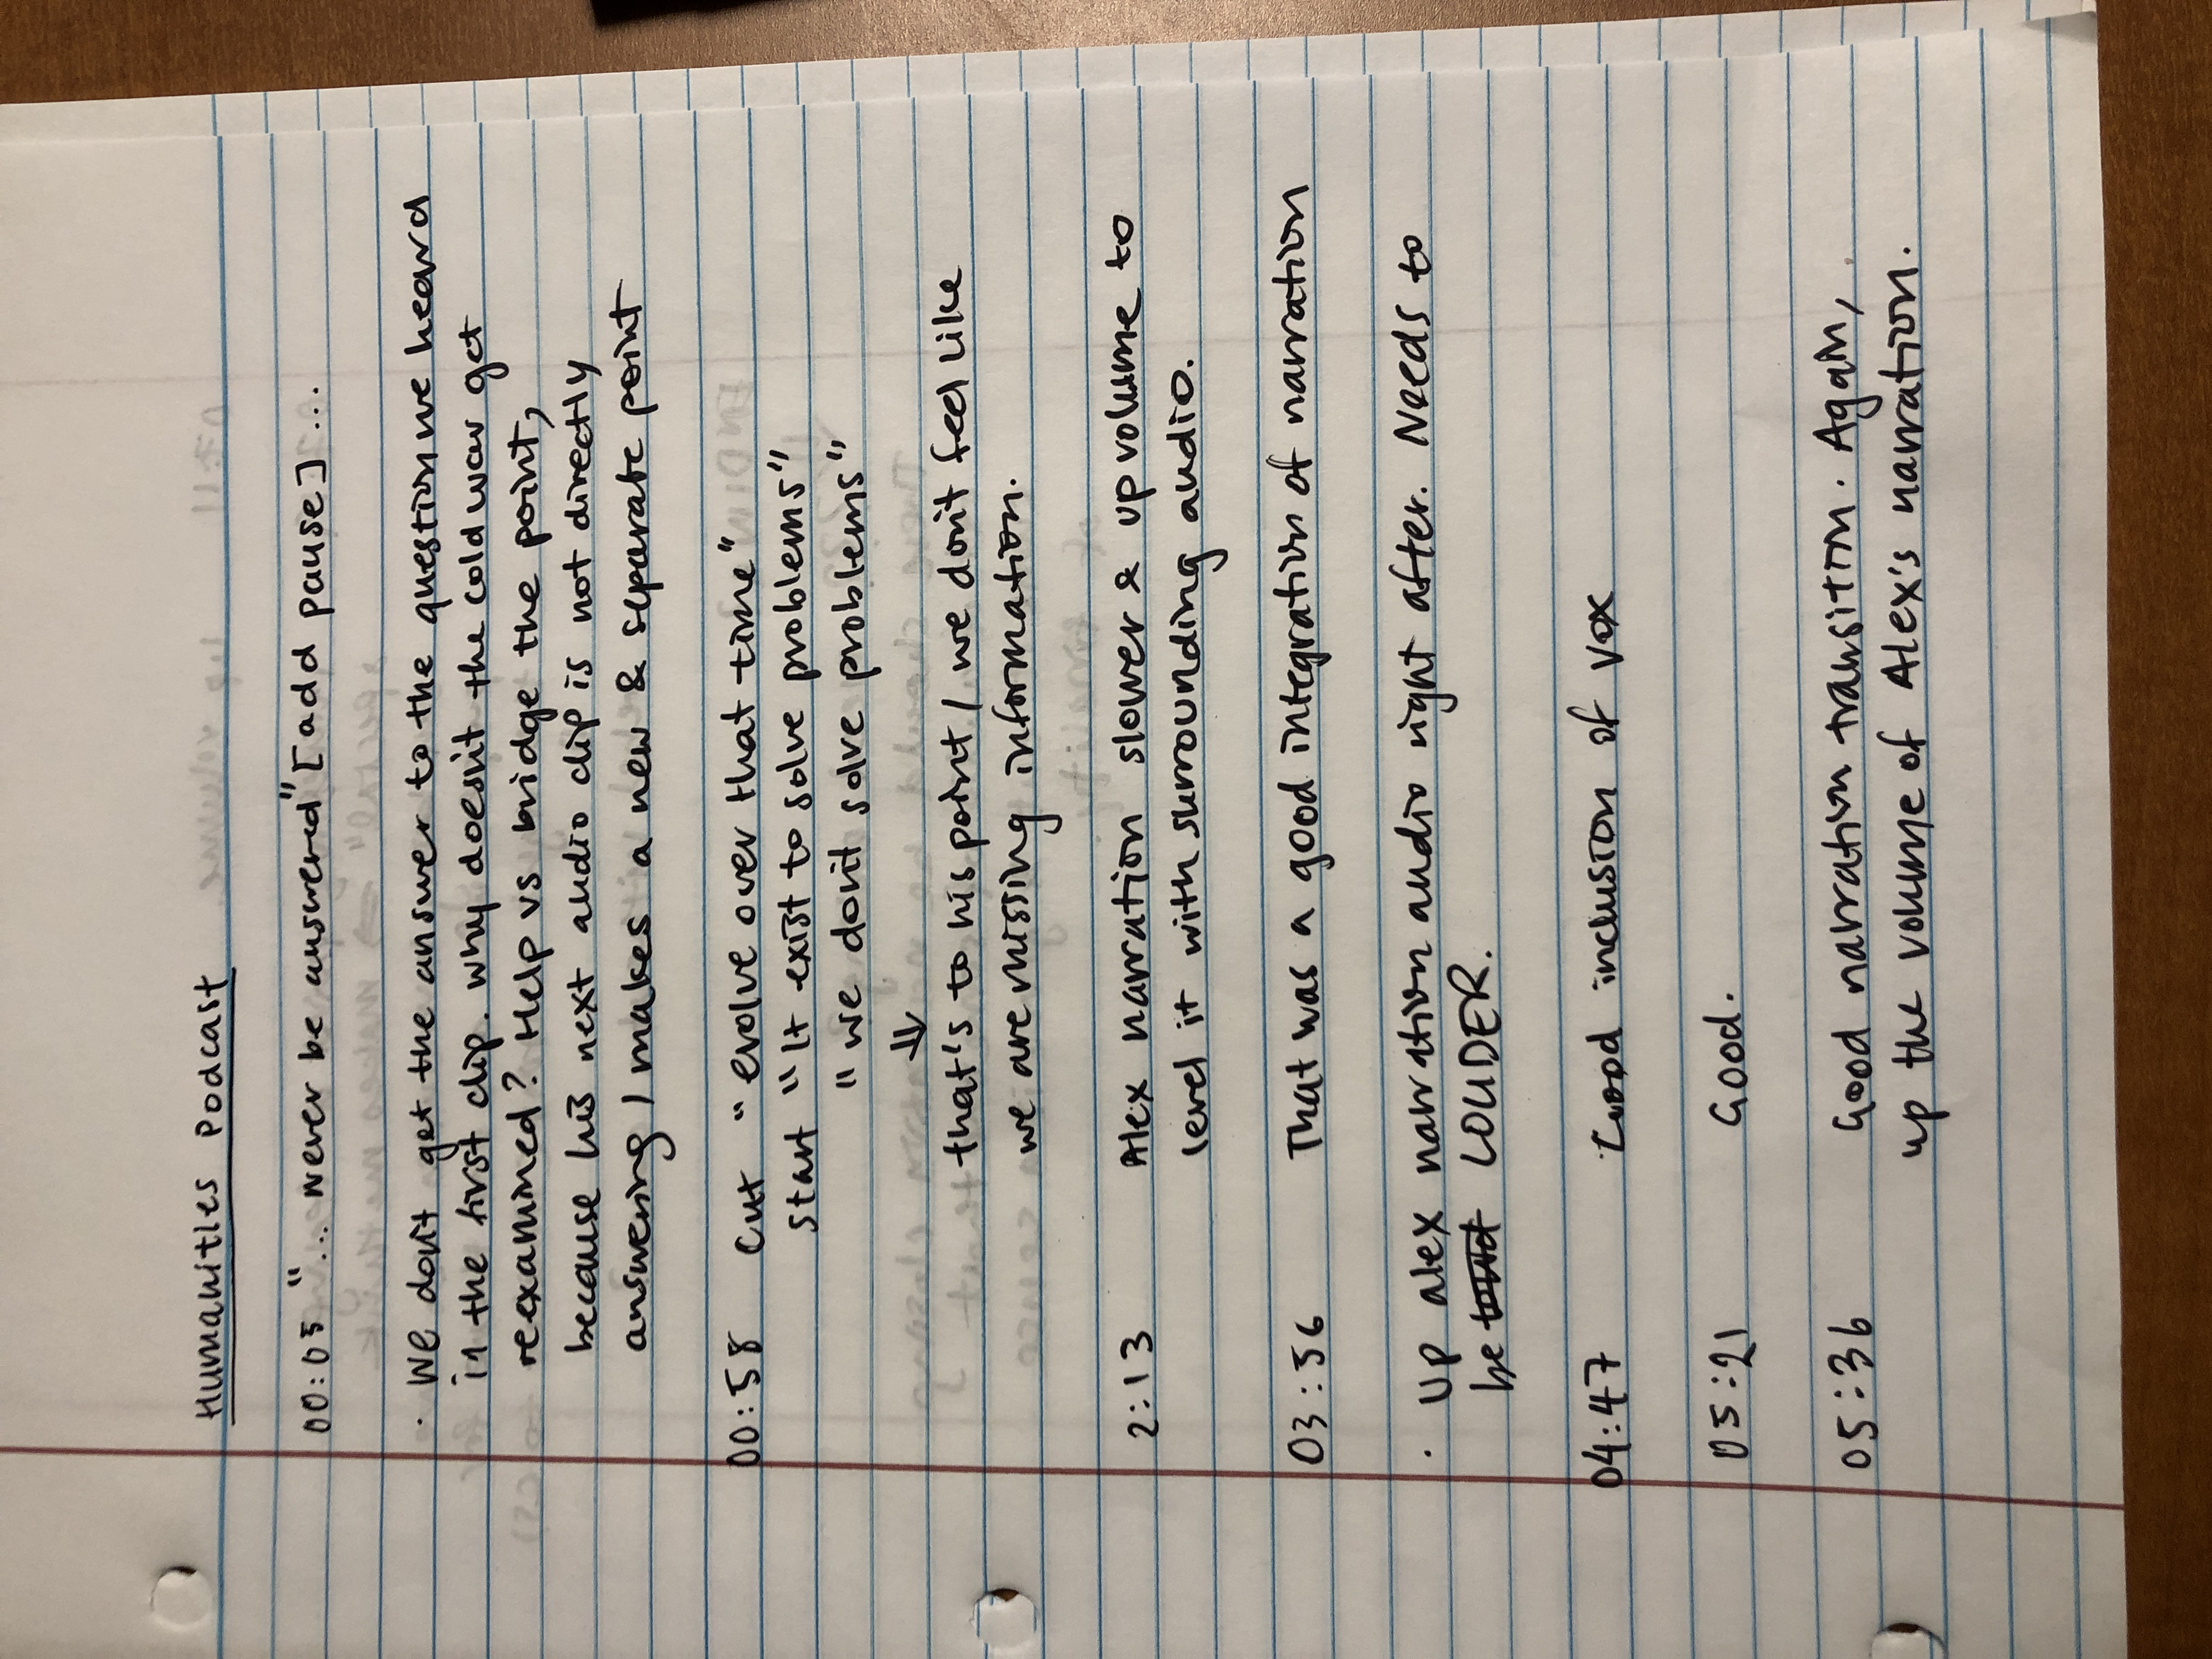 Humanities Podcast
00:05 "... never be answered" [add pause] ...
· We don't get the answer to the question we heard
in the first clip. Why doesn't the cold war get
reexamined? Help us bridge the point,
because his next audio clip is not directly
answering / makes a new & separate point
00:58 Cut "evolve over that time"
start "It exist to solve problems"
"we don't solve problems"
⇓
that's to his point / we don't feel like
we are missing information.
2:13 Alex narration slower & up volume to
level it with surrounding audio.
03:56 That was a good integration of narration
· Up alex narration audio right after. Needs to
be LOUDER.
04:47 Good inclusion of vox
05:21 Good.
05:36 Good narration transition. Again,
up the volume of Alex's narration.